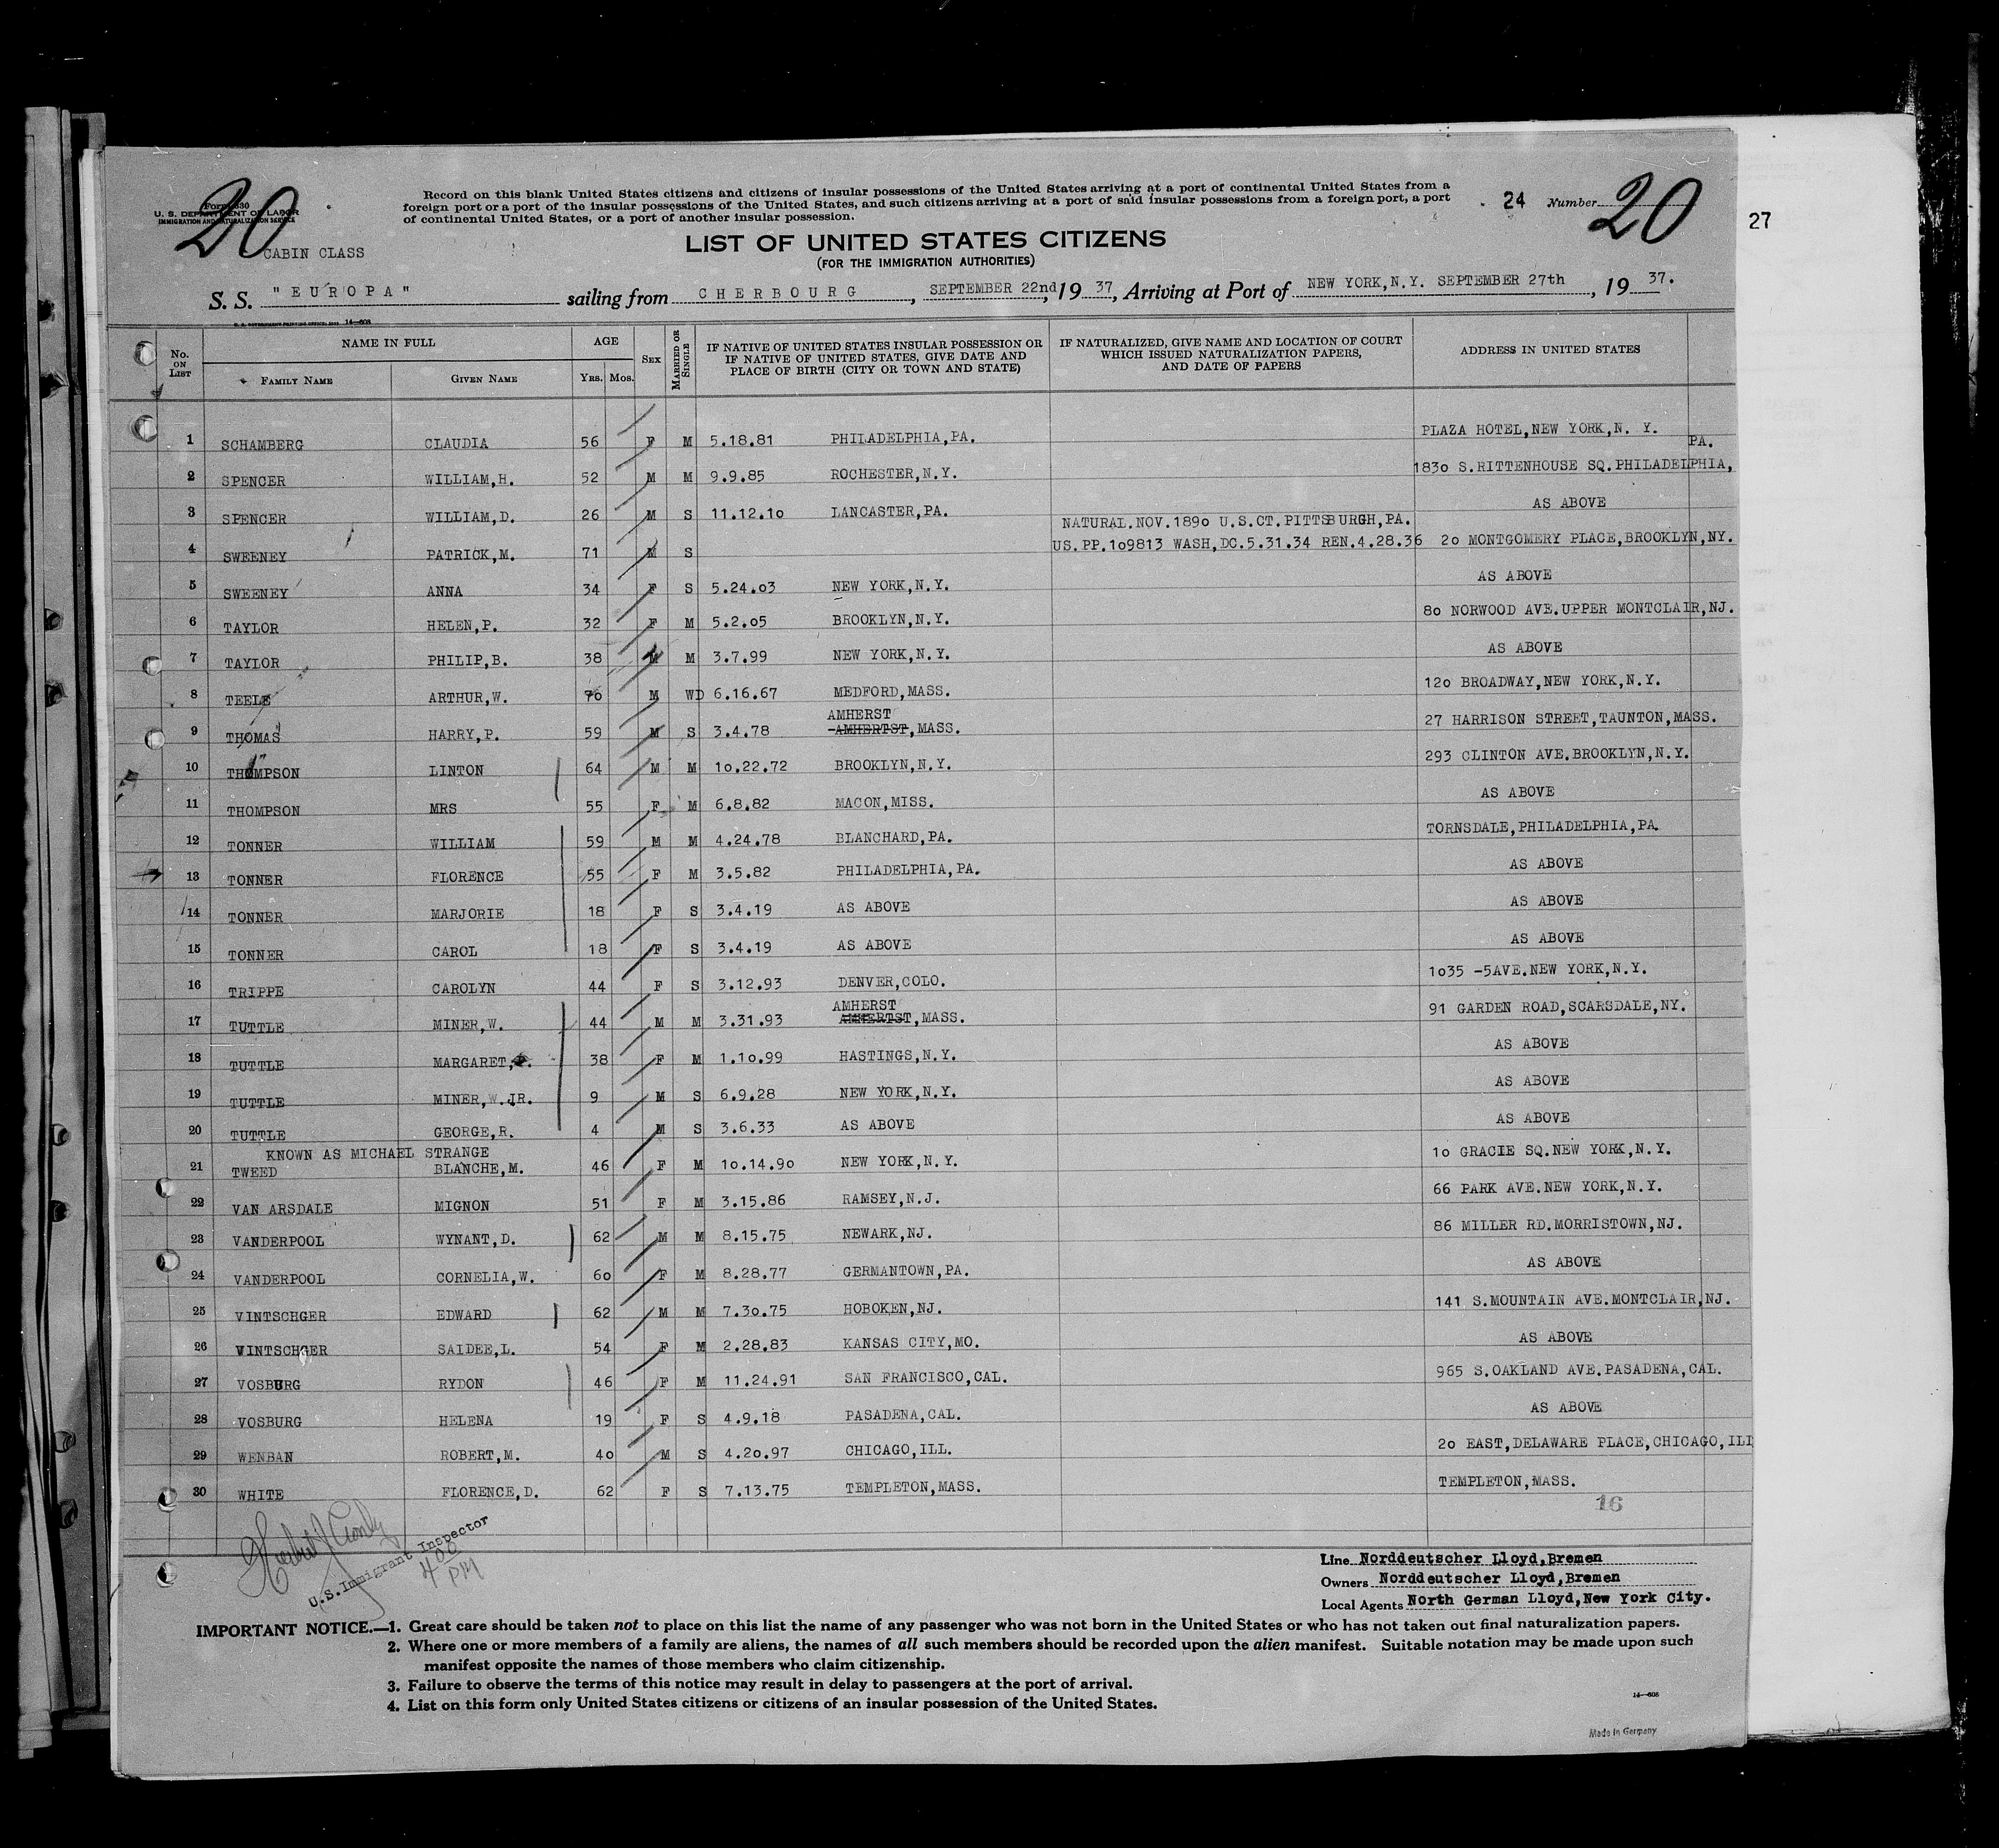 20
Form 630
U. S. DEPARTMENT OF LABOR
IMMIGRATION AND NATURALIZATION SERVICE
CABIN CLASS
Record on this blank United States citizens and citizens of insular possessions of the United States arriving at a port of continental United States from a
foreign port or a port of the insular possessions of the United States, and such citizens arriving at a port of said insular possessions from a foreign port, a port
of continental United States, or a port of another insular possession.
24 Number 20
27
LIST OF UNITED STATES CITIZENS
(FOR THE IMMIGRATION AUTHORITIES)
S. S. "EUROPA" sailing from CHERBOURG, SEPTEMBER 22nd, 19 37, Arriving at Port of NEW YORK,N.Y. SEPTEMBER 27th, 19 37.
14—608
No. ON LIST NAME IN FULL FAMILY NAME GIVEN NAME AGE YRS. MOS. SEX MARRIED OR SINGLE IF NATIVE OF UNITED STATES INSULAR POSSESSION OR IF NATIVE OF UNITED STATES, GIVE DATE AND PLACE OF BIRTH (CITY OR TOWN AND STATE) IF NATURALIZED, GIVE NAME AND LOCATION OF COURT WHICH ISSUED NATURALIZATION PAPERS, AND DATE OF PAPERS ADDRESS IN UNITED STATES
1 SCHAMBERG CLAUDIA 56 F M 5.18.81 PHILADELPHIA,PA. PLAZA HOTEL,NEW YORK,N. Y.
PA.
2 SPENCER WILLIAM,H. 52 M M 9.9.85 ROCHESTER,N.Y. 1830 S.RITTENHOUSE SQ.PHILADELPHIA,
3 SPENCER WILLIAM,D. 26 M S 11.12.10 LANCASTER,PA. AS ABOVE
NATURAL.NOV.1890 U.S.CT.PITTSBURGH,PA.
4 SWEENEY PATRICK,M. 71 M S US.PP.109813 WASH,DC.5.31.34 REN.4.28.36 20 MONTGOMERY PLACE,BROOKLYN,NY.
5 SWEENEY ANNA 34 F S 5.24.03 NEW YORK,N.Y. AS ABOVE
6 TAYLOR HELEN,P. 32 F M 5.2.05 BROOKLYN,N.Y. 80 NORWOOD AVE.UPPER MONTCLAIR,NJ.
7 TAYLOR PHILIP,B. 38 M M 3.7.99 NEW YORK,N.Y. AS ABOVE
8 TEELE ARTHUR,W. 70 M WD 6.16.67 MEDFORD,MASS. 120 BROADWAY,NEW YORK,N.Y.
AMHERST
9 THOMAS HARRY,P. 59 M S 3.4.78 AMHERTST,MASS. 27 HARRISON STREET,TAUNTON,MASS.
10 THOMPSON LINTON 64 M M 10.22.72 BROOKLYN,N.Y. 293 CLINTON AVE.BROOKLYN,N.Y.
11 THOMPSON MRS 55 F M 6.8.82 MACON,MISS. AS ABOVE
12 TONNER WILLIAM 59 M M 4.24.78 BLANCHARD,PA. TORNSDALE,PHILADELPHIA,PA.
13 TONNER FLORENCE 55 F M 3.5.82 PHILADELPHIA,PA. AS ABOVE
14 TONNER MARJORIE 18 F S 3.4.19 AS ABOVE AS ABOVE
15 TONNER CAROL 18 F S 3.4.19 AS ABOVE AS ABOVE
16 TRIPPE CAROLYN 44 F S 3.12.93 DENVER,COLO. 1035 -5AVE.NEW YORK,N.Y.
AMHERST
17 TUTTLE MINER,W. 44 M M 3.31.93 AMHERTST,MASS. 91 GARDEN ROAD,SCARSDALE,NY.
18 TUTTLE MARGARET, 38 F M 1.10.99 HASTINGS,N.Y. AS ABOVE
19 TUTTLE MINER,W.JR. 9 M S 6.9.28 NEW YORK,N.Y. AS ABOVE
20 TUTTLE GEORGE,R. 4 M S 3.6.33 AS ABOVE AS ABOVE
KNOWN AS MICHAEL STRANGE
21 TWEED BLANCHE,M. 46 F M 10.14.90 NEW YORK,N.Y. 10 GRACIE SQ.NEW YORK,N.Y.
22 VAN ARSDALE MIGNON 51 F M 3.15.86 RAMSEY,N.J. 66 PARK AVE.NEW YORK,N.Y.
23 VANDERPOOL WYNANT,D. 62 M M 8.15.75 NEWARK,NJ. 86 MILLER RD.MORRISTOWN,NJ.
24 VANDERPOOL CORNELIA,W. 60 F M 8.28.77 GERMANTOWN,PA. AS ABOVE
25 VINTSCHGER EDWARD 62 M M 7.30.75 HOBOKEN,NJ. 141 S.MOUNTAIN AVE.MONTCLAIR,NJ.
26 VINTSCHGER SAIDEE,L. 54 F M 2.28.83 KANSAS CITY,MO. AS ABOVE
27 VOSBURG RYDON 46 F M 11.24.91 SAN FRANCISCO,CAL. 965 S.OAKLAND AVE.PASADENA,CAL.
28 VOSBURG HELENA 19 F S 4.9.18 PASADENA,CAL. AS ABOVE
29 WENBAN ROBERT,M. 40 M S 4.20.97 CHICAGO,ILL. 20 EAST,DELAWARE PLACE,CHICAGO,ILL
30 WHITE FLORENCE,D. 62 F S 7.13.75 TEMPLETON,MASS. TEMPLETON,MASS.
16
U.S.Immigrant Inspector
4 00 PM
Line Norddeutscher Lloyd,Bremen
Owners Norddeutscher Lloyd,Bremen
Local Agents North German Lloyd,New York City.
IMPORTANT NOTICE.—1. Great care should be taken not to place on this list the name of any passenger who was not born in the United States or who has not taken out final naturalization papers.
2. Where one or more members of a family are aliens, the names of all such members should be recorded upon the alien manifest. Suitable notation may be made upon such
manifest opposite the names of those members who claim citizenship.
3. Failure to observe the terms of this notice may result in delay to passengers at the port of arrival.
4. List on this form only United States citizens or citizens of an insular possession of the United States.
14—608
Made in Germany